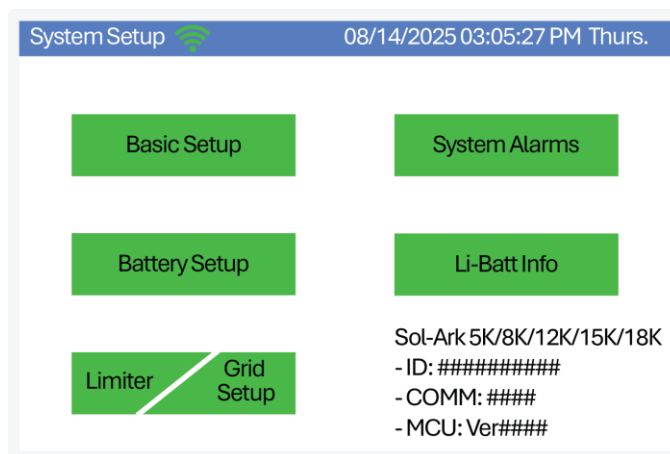 System Setup 08/14/2025 03:05:27 PM Thurs.
Basic Setup
System Alarms
Battery Setup
Li-Batt Info
Limiter
Grid
Setup
Sol-Ark 5K/8K/12K/15K/18K
- ID: ##########
- COMM: ####
- MCU: Ver####